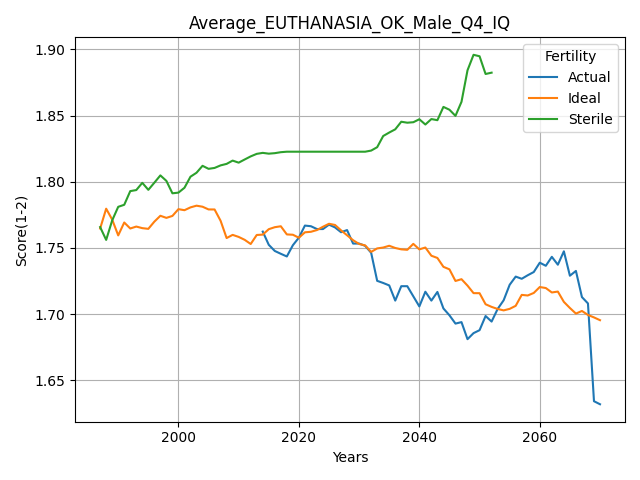 Average_EUTHANASIA_OK_Male_Q4_IQ
Fertility
Actual
Ideal
Sterile
Score(1-2)
1.90
1.85
1.80
1.75
1.70
1.65
2000
2020
2040
2060
Years